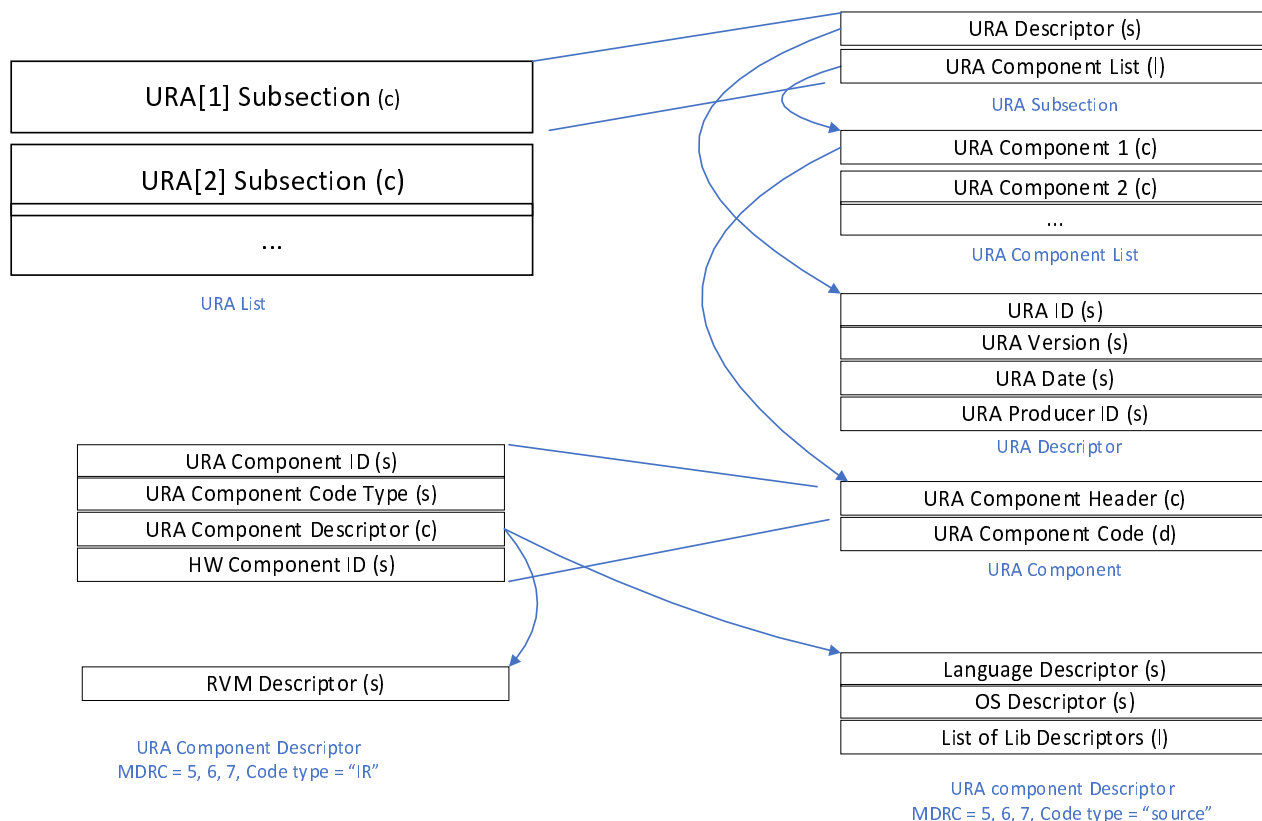 URA[1] Subsection (c)
URA[2] Subsection (c)
...
URA List
URA Descriptor (s)
URA Component List (l)
URA Subsection
URA Component 1 (c)
URA Component 2 (c)
...
URA Component List
URA ID (s)
URA Version (s)
URA Date (s)
URA Producer ID (s)
URA Descriptor
URA Component ID (s)
URA Component Code Type (s)
URA Component Descriptor (c)
HW Component ID (s)
URA Component Header (c)
URA Component Code (d)
URA Component
RVM Descriptor (s)
URA Component Descriptor
MDRC = 5, 6, 7, Code type = “IR”
Language Descriptor (s)
OS Descriptor (s)
List of Lib Descriptors (l)
URA component Descriptor
MDRC = 5, 6, 7, Code type = “source”